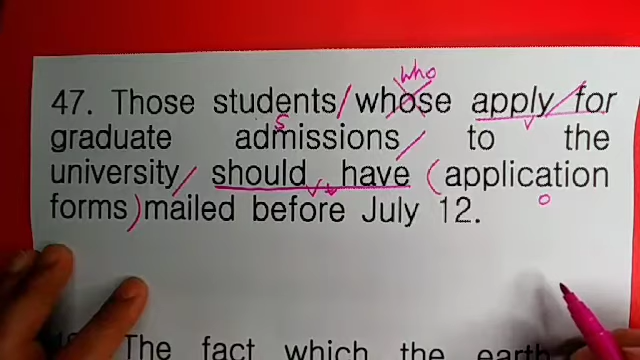 who
47. Those students/whose apply/for
s
graduate admissions/ to the
university/ should have (application
v v o
forms)mailed before July 12.
The fact which the earth